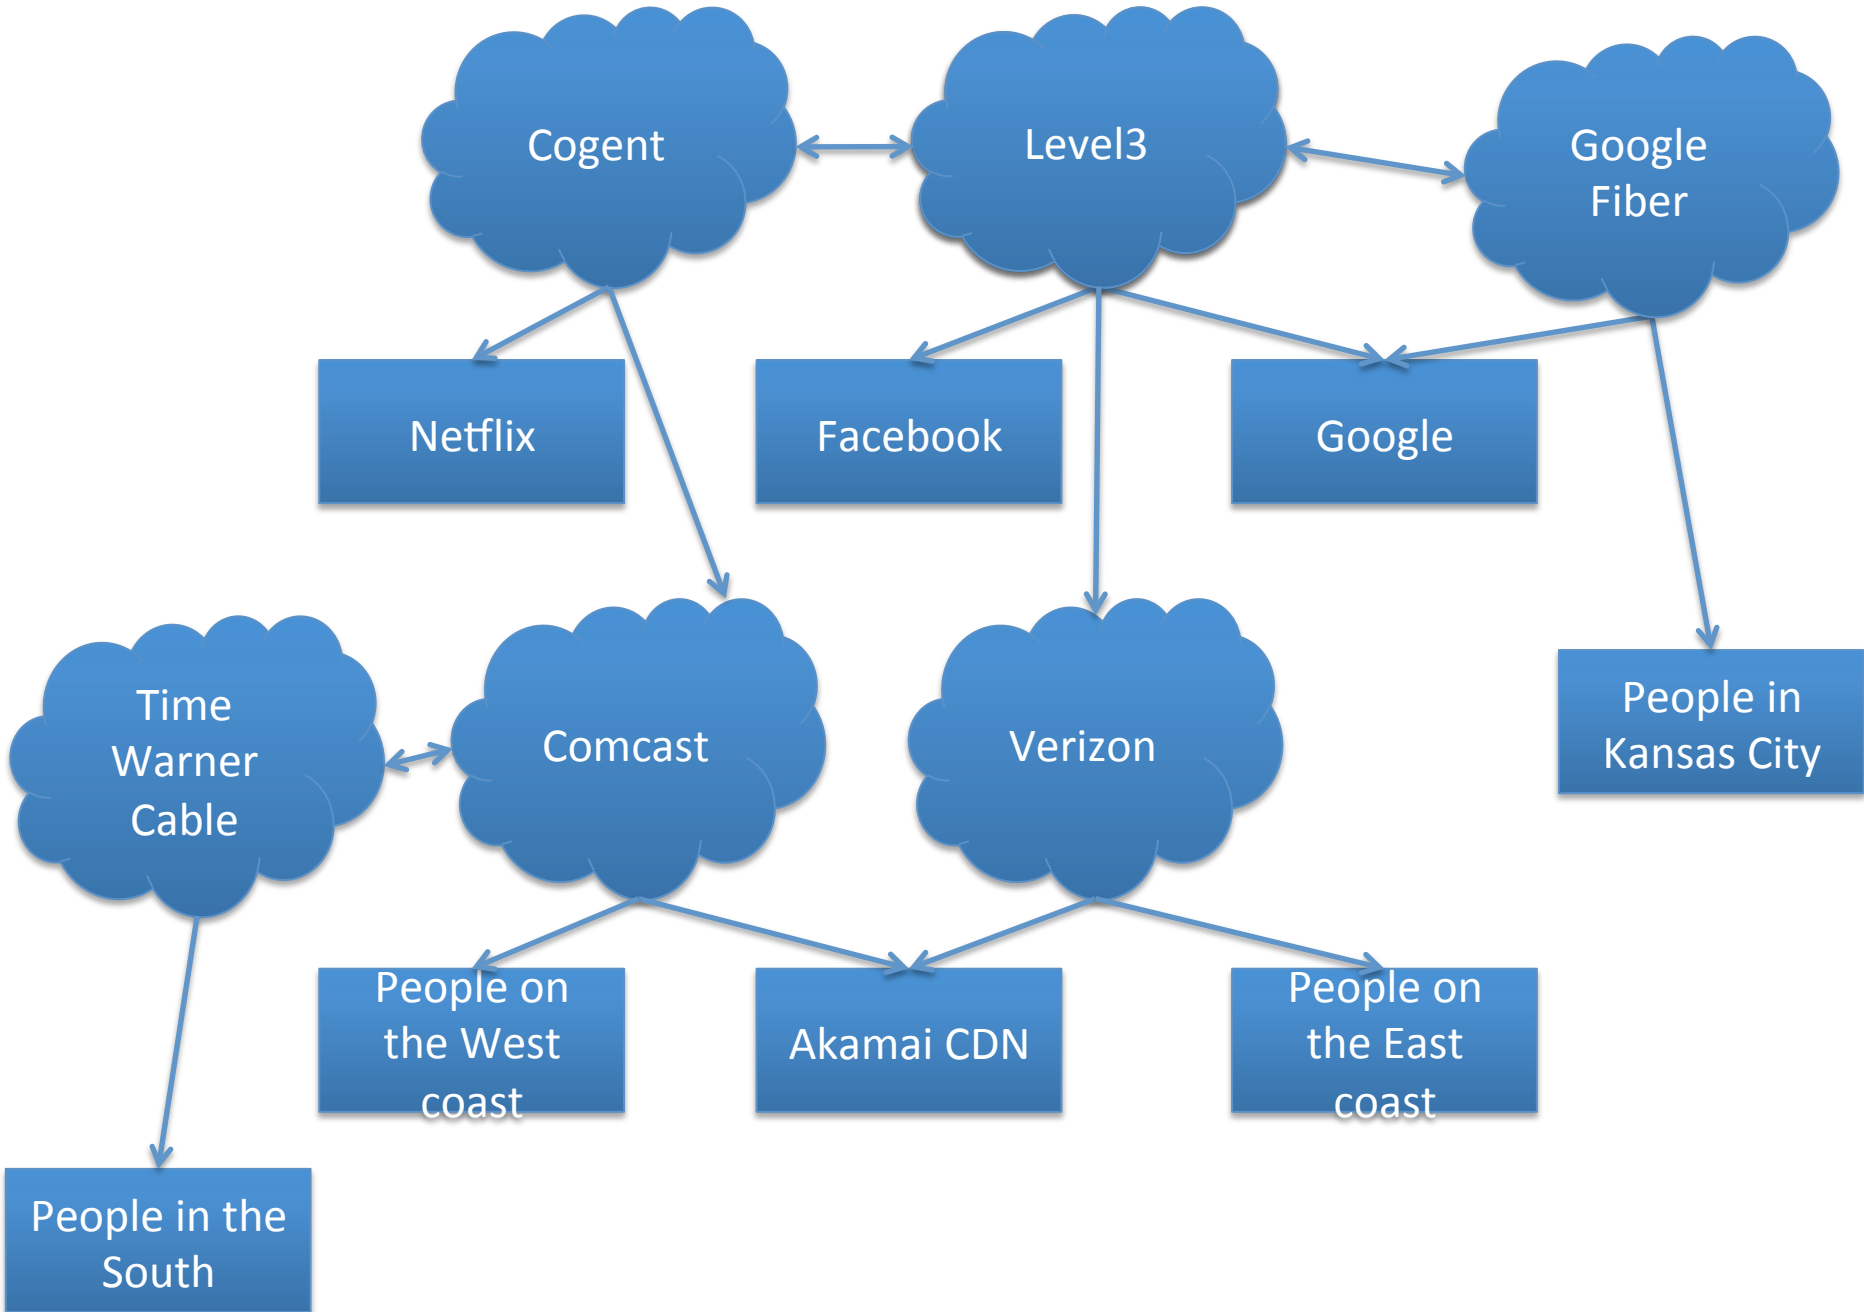 Cogent
Level3
Google
Fiber
Netflix
Facebook
Google
People in
Kansas City
Time
Warner
Cable
Comcast
Verizon
People on
the West
coast
Akamai CDN
People on
the East
coast
People in the
South